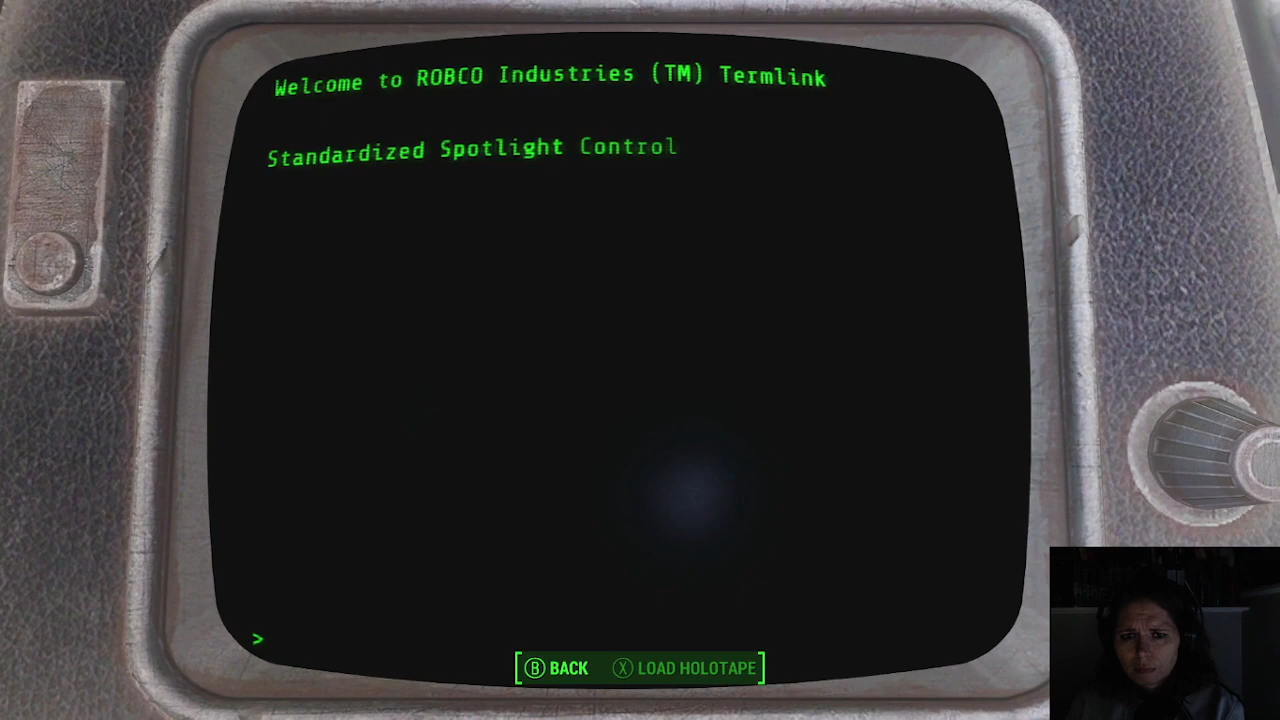 Welcome to ROBCO Industries (TM) Termlink
Standardized Spotlight Control
>
B BACK X LOAD HOLOTAPE